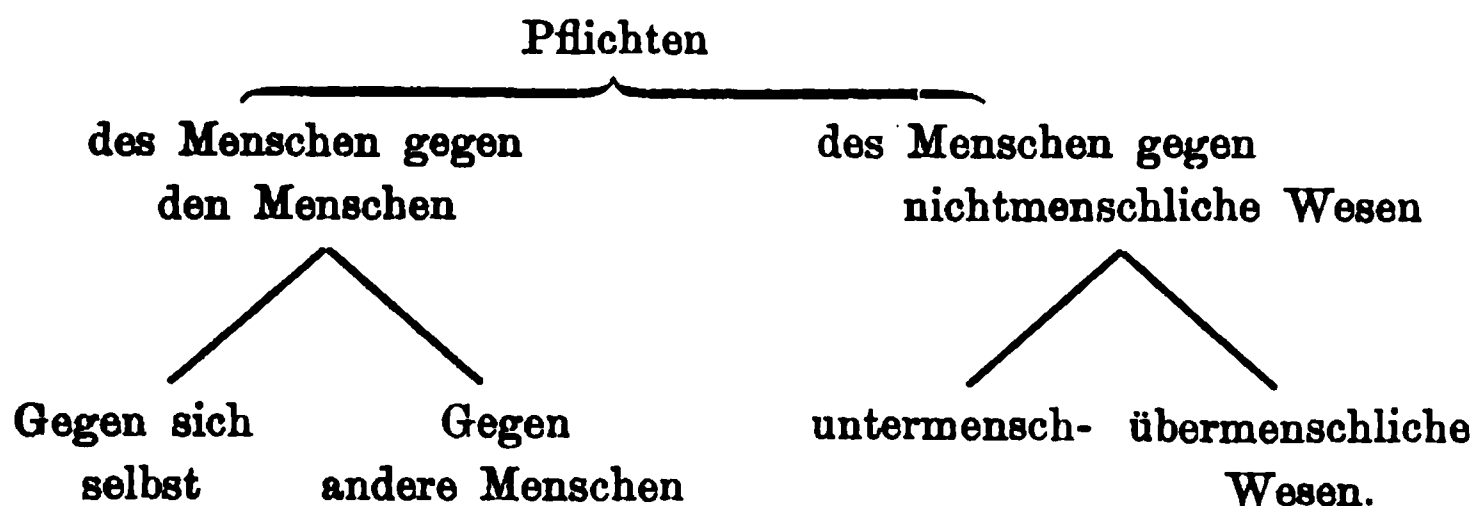 Pflichten
des Menschen gegen
den Menschen
des Menschen gegen
nichtmenschliche Wesen
Gegen sich
selbst
Gegen
andere Menschen
untermensch-
übermenschliche
Wesen.